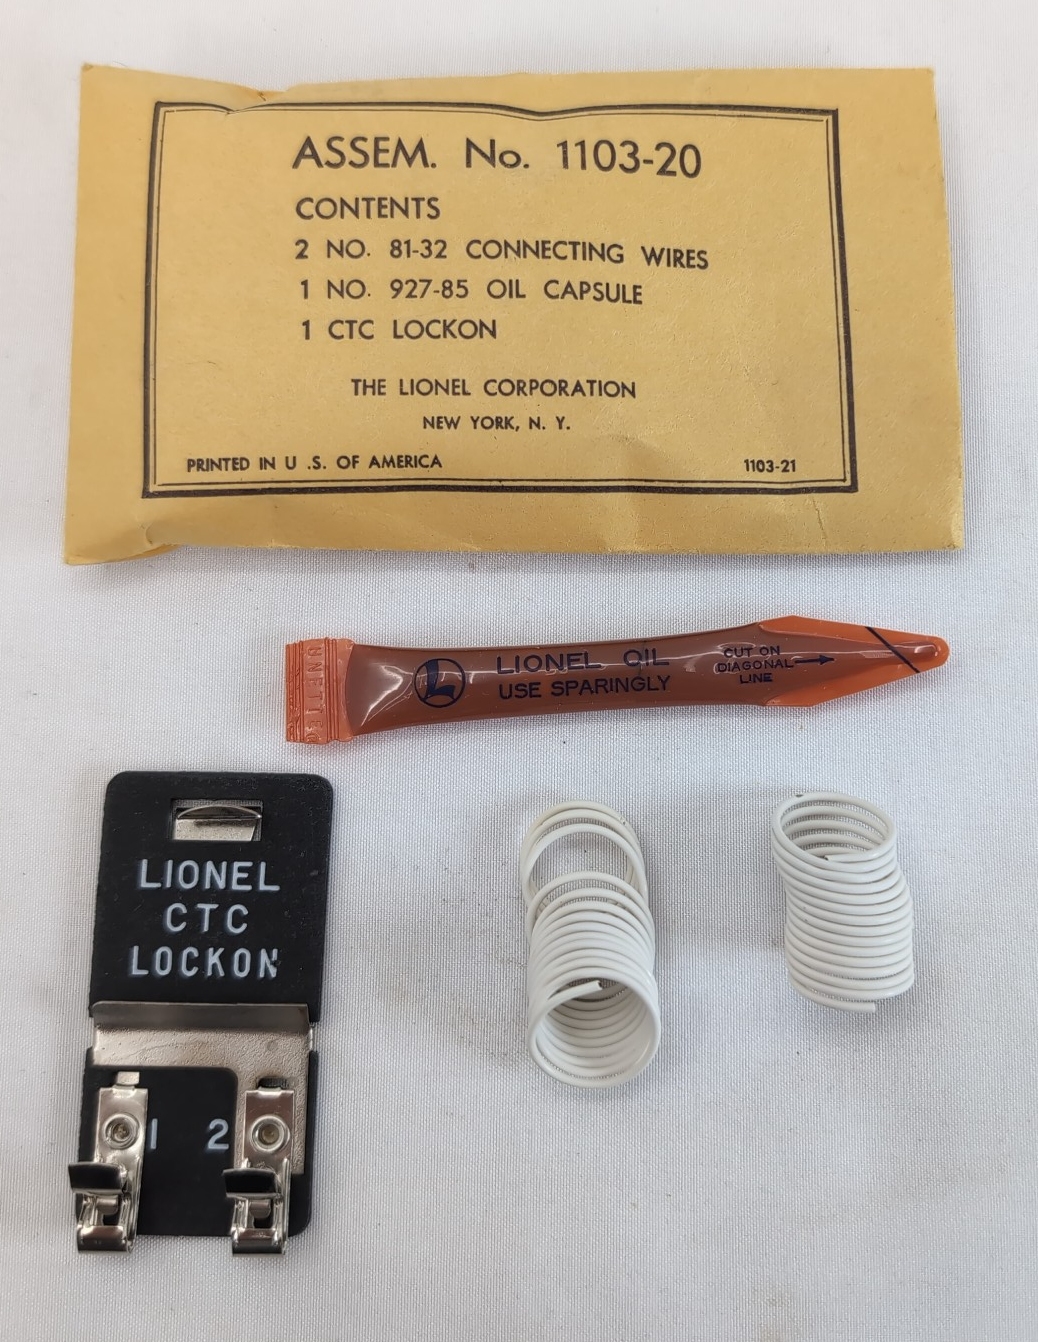 ASSEM. No. 1103-20
CONTENTS
2 NO. 81-32 CONNECTING WIRES
1 NO. 927-85 OIL CAPSULE
1 CTC LOCKON
THE LIONEL CORPORATION
NEW YORK, N. Y.
PRINTED IN U .S. OF AMERICA 1103-21
L LIONEL OIL
USE SPARINGLY
CUT ON
DIAGONAL
LINE
LIONEL
CTC
LOCKON
1 2